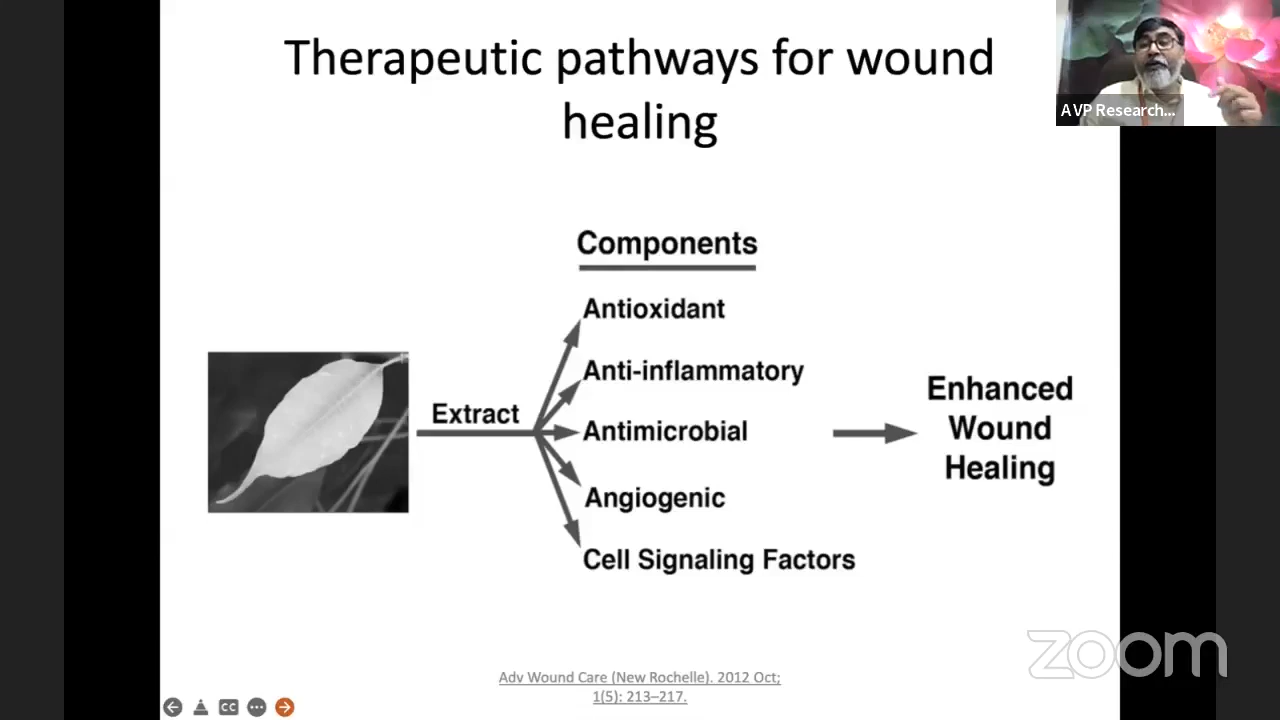 Therapeutic pathways for wound
healing
AVP Research...
Components
Antioxidant
Anti-inflammatory
Extract
Antimicrobial
Angiogenic
Cell Signaling Factors
Enhanced
Wound
Healing
Adv Wound Care (New Rochelle). 2012 Oct;
1(5): 213–217.
zoom
CC